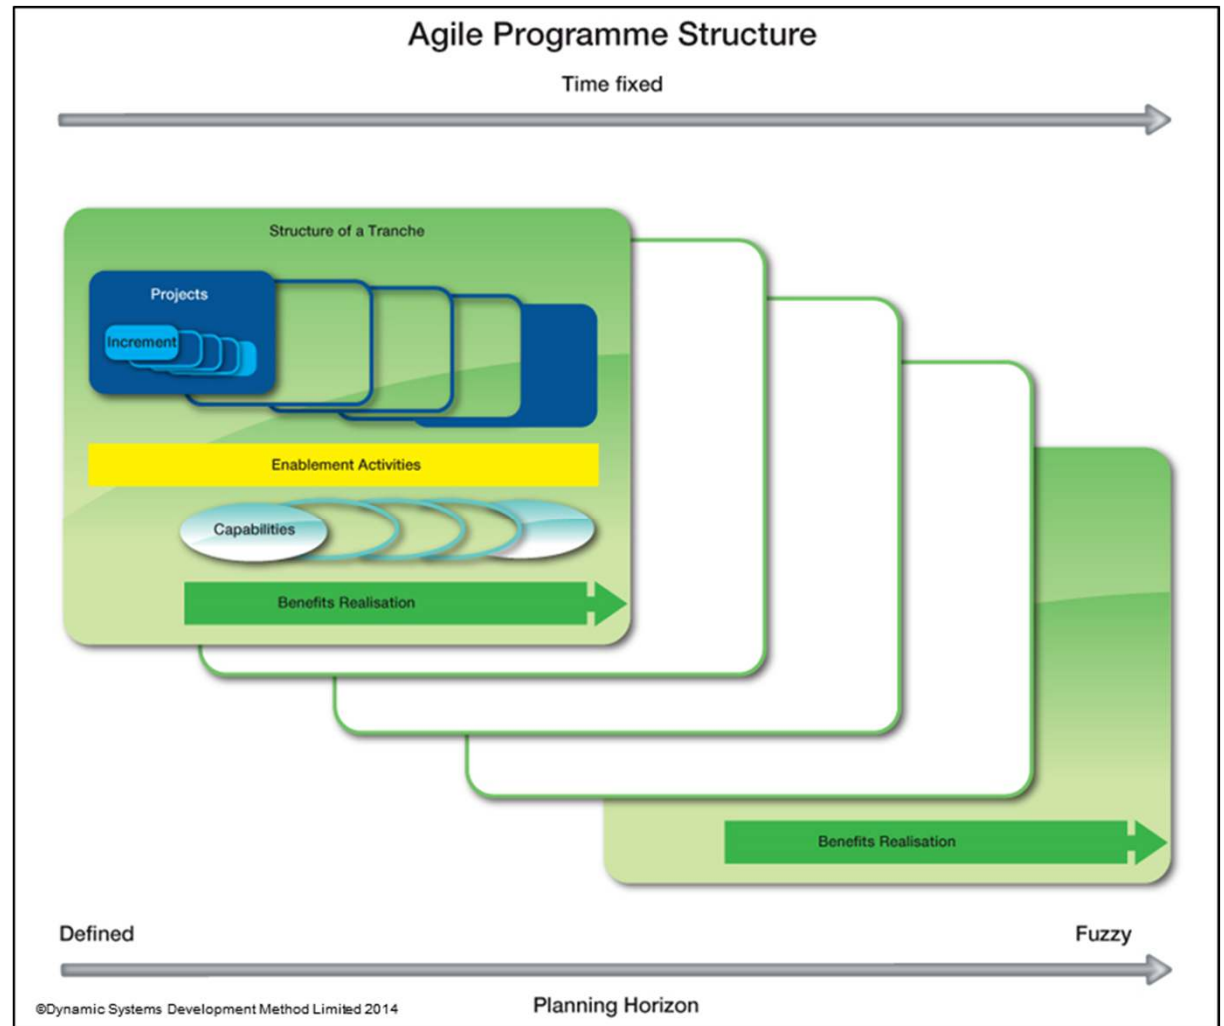 Agile Programme Structure
Time fixed
Structure of a Tranche
Projects
Increment
Enablement Activities
Capabilities
Benefits Realisation
Benefits Realisation
Defined
Fuzzy
Planning Horizon
©Dynamic Systems Development Method Limited 2014